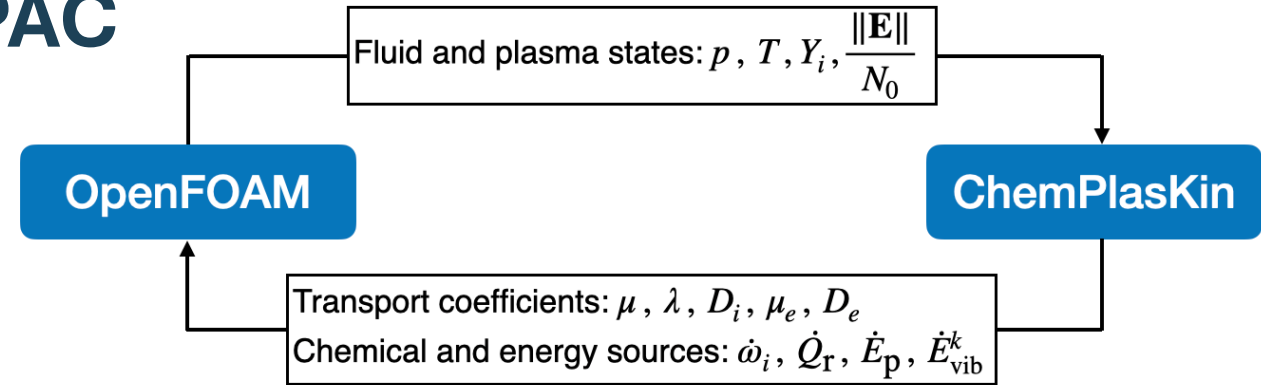 PAC
Fluid and plasma states: p, T, Y_i, ‖E‖/N_0
OpenFOAM
ChemPlasKin
Transport coefficients: μ, λ, D_i, μ_e, D_e
Chemical and energy sources: ω̇_i, Q̇_r, Ė_p, Ė^k_vib